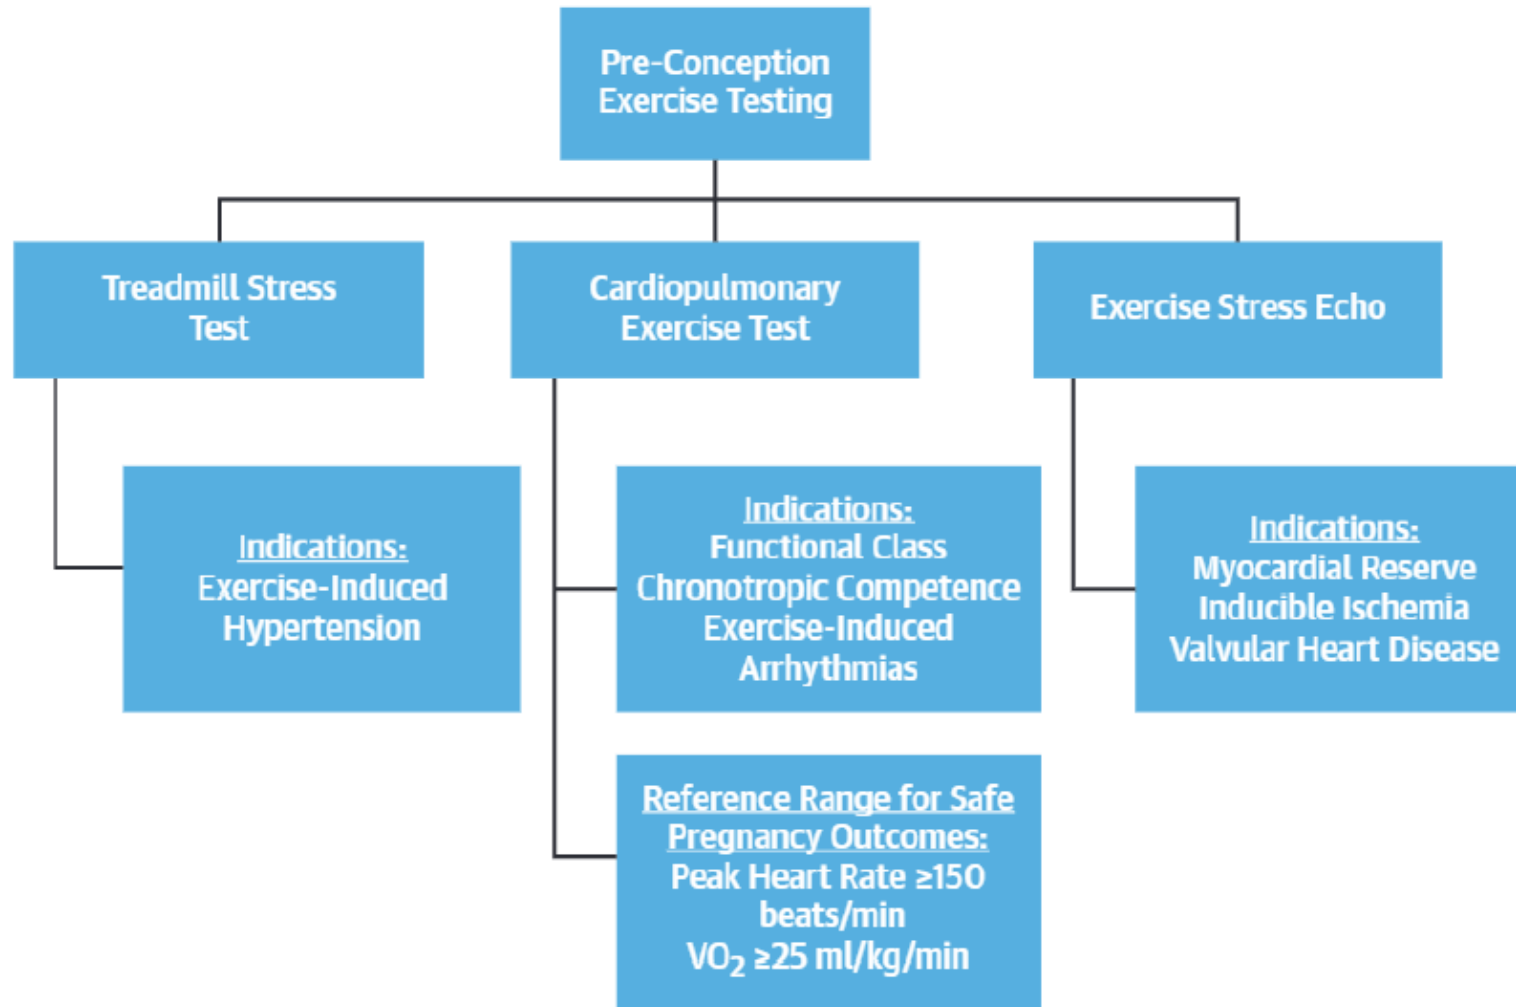 Pre-Conception
Exercise Testing
Treadmill Stress
Test
Cardiopulmonary
Exercise Test
Exercise Stress Echo
Indications:
Exercise-Induced
Hypertension
Indications:
Functional Class
Chronotropic Competence
Exercise-Induced
Arrhythmias
Indications:
Myocardial Reserve
Inducible Ischemia
Valvular Heart Disease
Reference Range for Safe
Pregnancy Outcomes:
Peak Heart Rate ≥150
beats/min
VO₂ ≥25 ml/kg/min